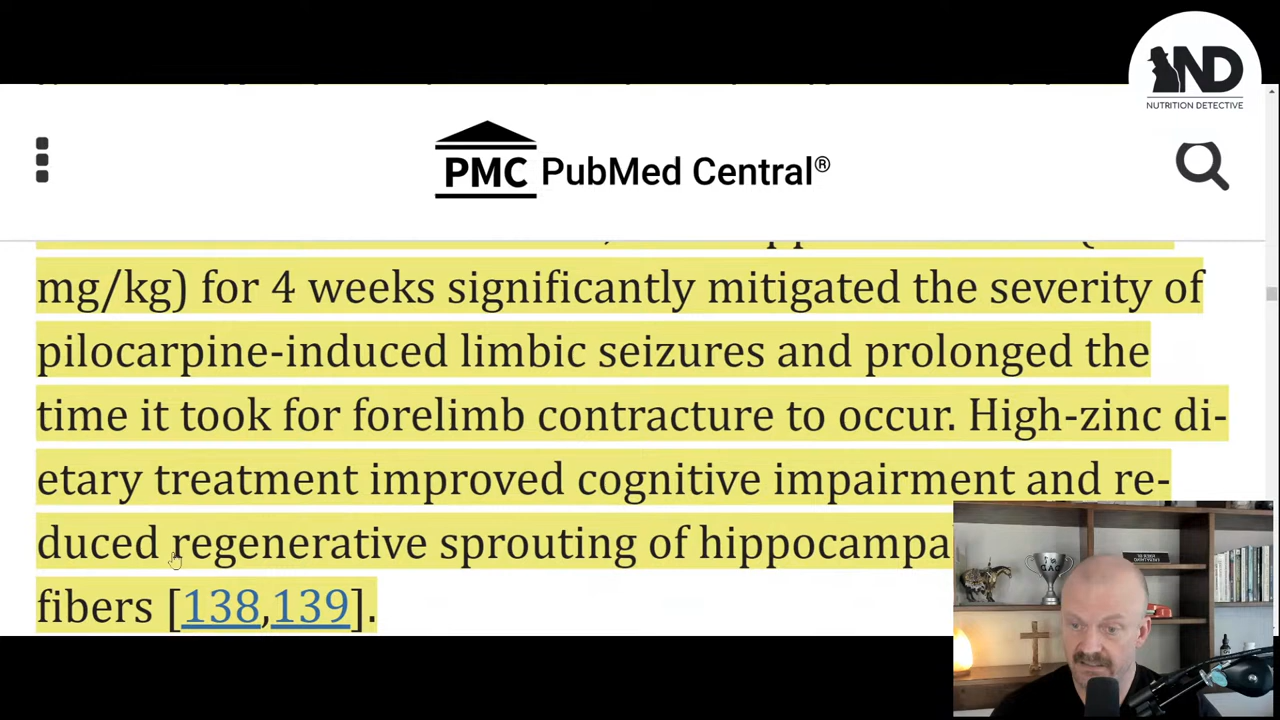 ND
NUTRITION DETECTIVE
PMC PubMed Central®
mg/kg) for 4 weeks significantly mitigated the severity of
pilocarpine-induced limbic seizures and prolonged the
time it took for forelimb contracture to occur. High-zinc di-
etary treatment improved cognitive impairment and re-
duced regenerative sprouting of hippocampa
fibers [138,139].